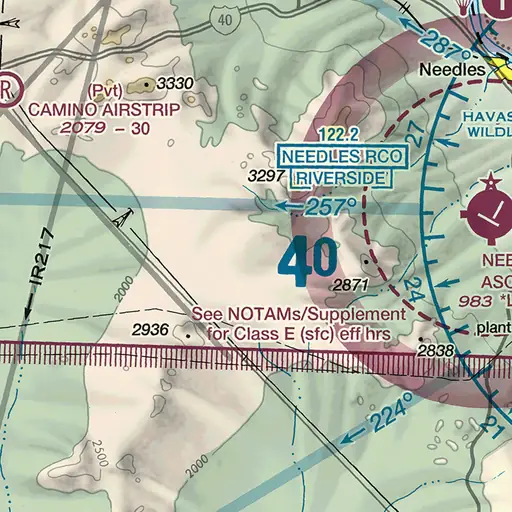 40
287°
Needles
R
(Pvt)
3330
CAMINO AIRSTRIP
2079 – 30
HAVAS
WILDL
27
122.2
NEEDLES RCO
RIVERSIDE
3297
257°
IR217
40
2000
2871
24
NEE
ASO
983 *L
See NOTAMs/Supplement
for Class E (sfc) eff hrs
2936
plant
2838
224°
21
2500
2000